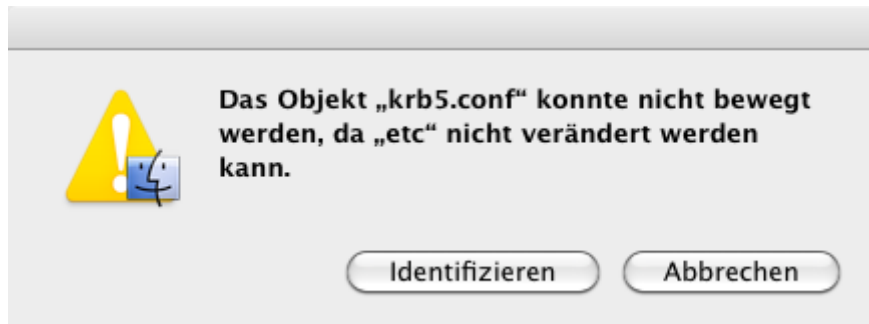 Das Objekt „krb5.conf“ konnte nicht bewegt
werden, da „etc“ nicht verändert werden
kann.
Identifizieren Abbrechen